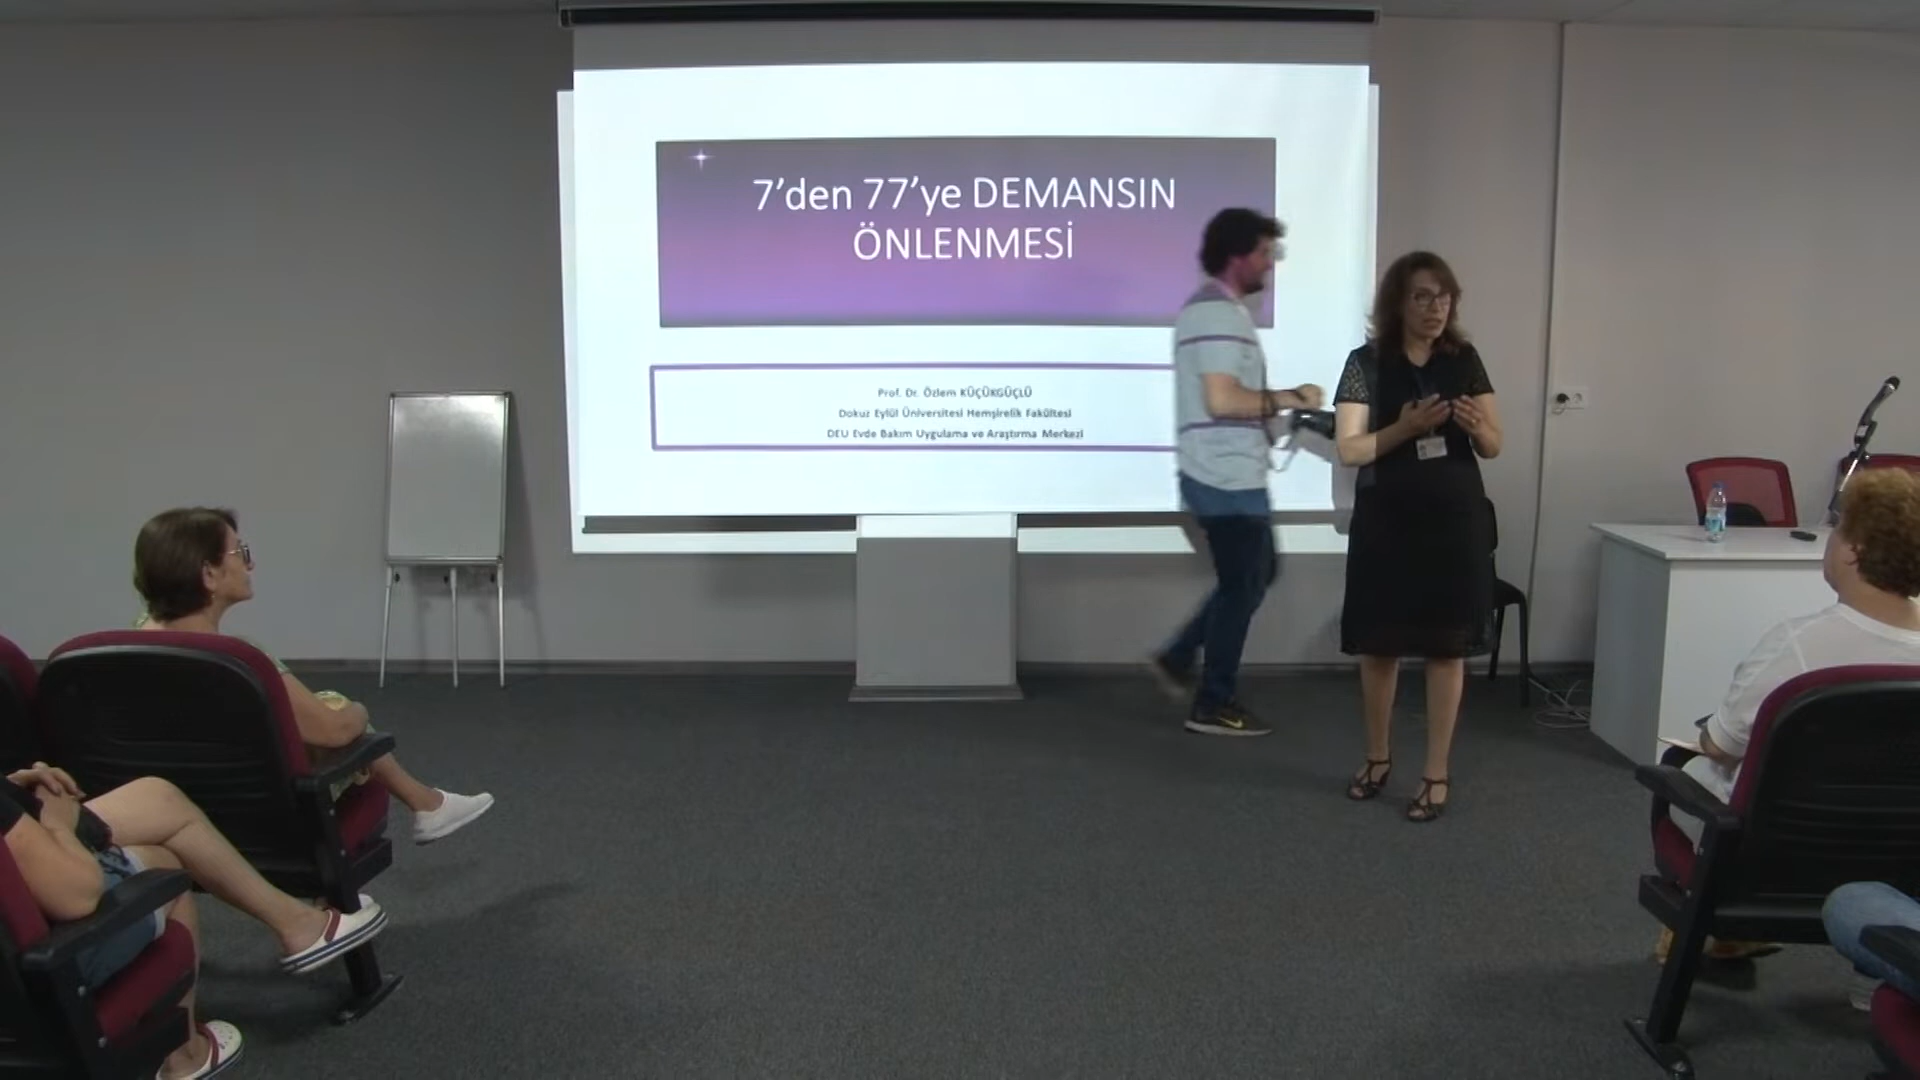 7’den 77’ye DEMANSIN
ÖNLENMESİ
Prof. Dr. Özlem KÜÇÜKGÜÇLÜ
Dokuz Eylül Üniversitesi Hemşirelik Fakültesi
DEU Evde Bakım Uygulama ve Araştırma Merkezi